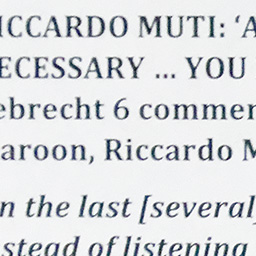 ICCARDO MUTI: ‘A
ECESSARY … YOU
ebrecht 6 commen
aroon, Riccardo M
n the last [several]
stead of listening